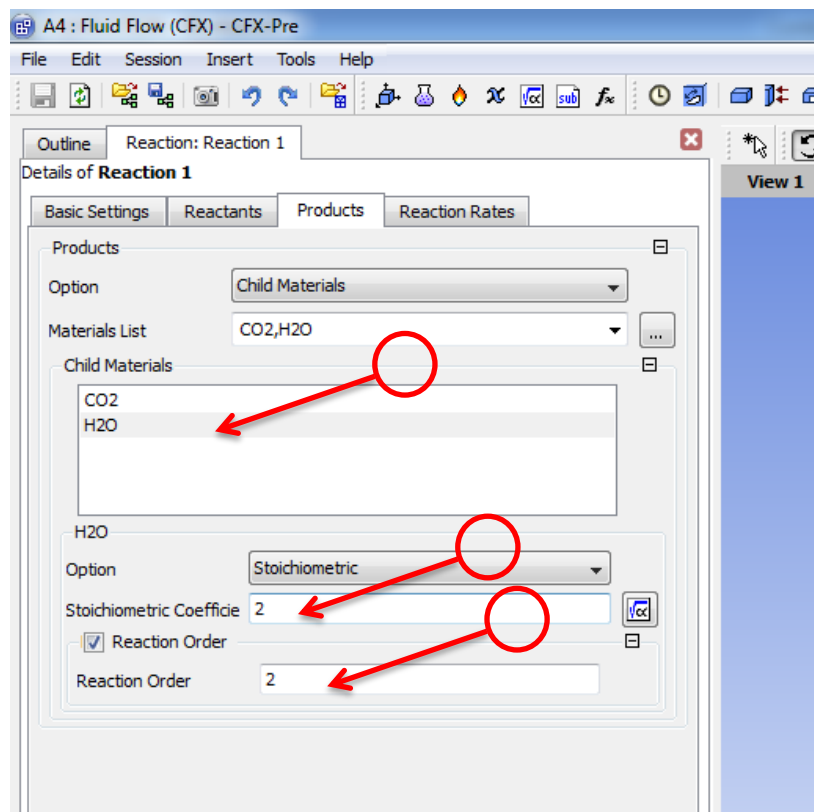 A4 : Fluid Flow (CFX) - CFX-Pre
File Edit Session Insert Tools Help
√α sub f∗
Outline Reaction: Reaction 1
Details of Reaction 1
View 1
Basic Settings Reactants Products Reaction Rates
Products
Option Child Materials
Materials List CO2,H2O ...
Child Materials
CO2
H2O
H2O
Option Stoichiometric
Stoichiometric Coefficie 2 √α
Reaction Order
Reaction Order 2